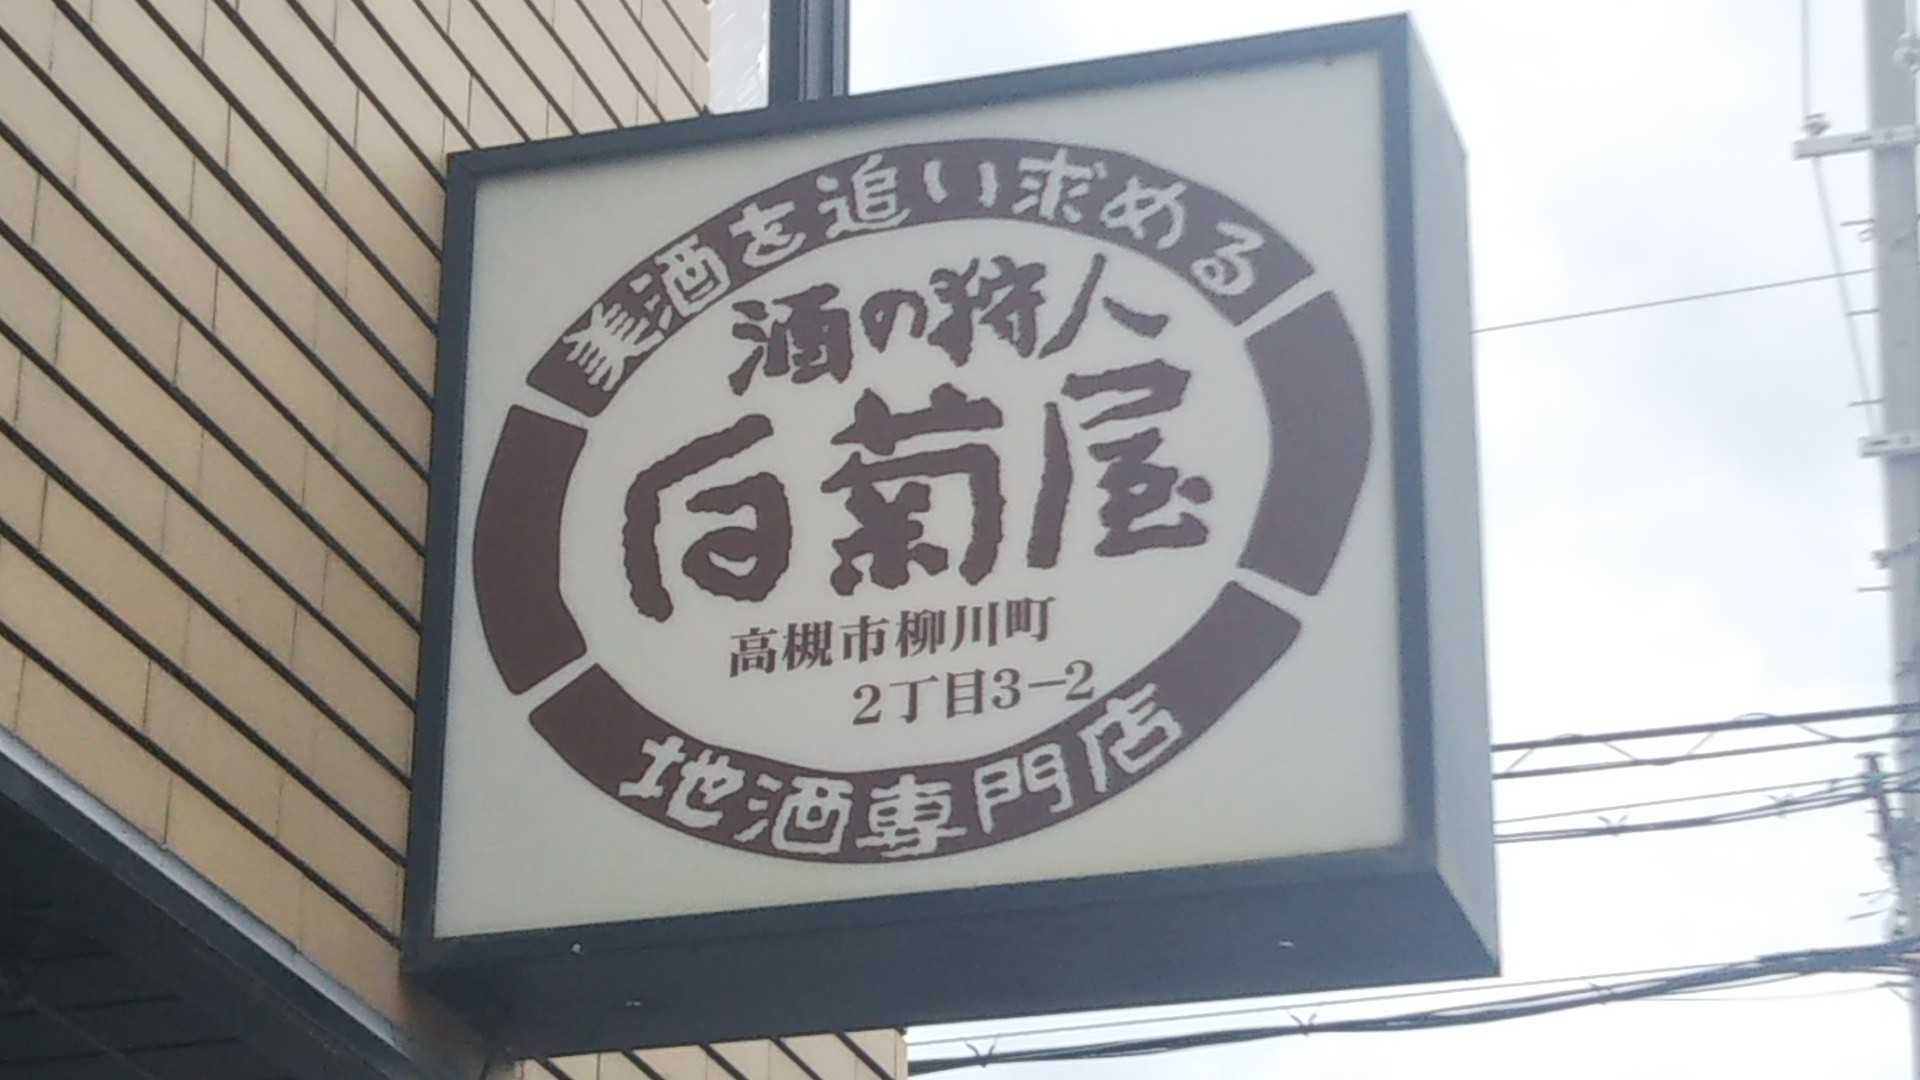 美酒を追い求める
酒の狩人
白菊屋
高槻市柳川町
2丁目3-2
地酒専門店